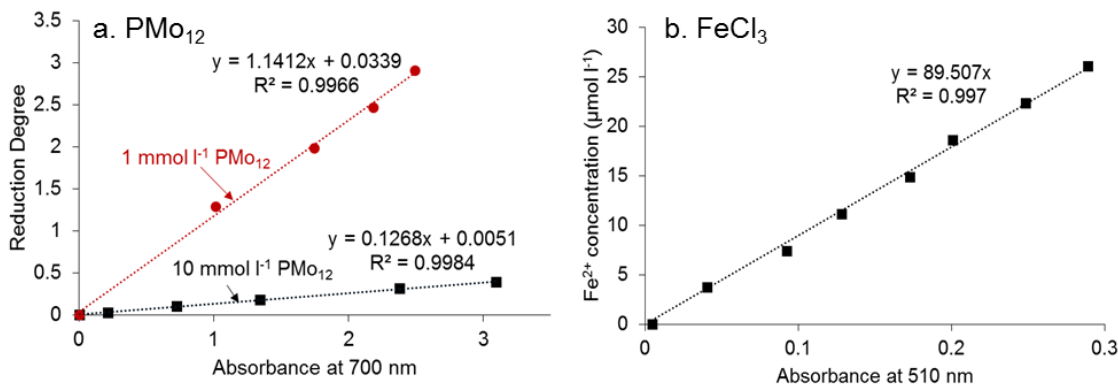 a. PMo₁₂
y = 1.1412x + 0.0339
R² = 0.9966
1 mmol l⁻¹ PMo₁₂
y = 0.1268x + 0.0051
R² = 0.9984
10 mmol l⁻¹ PMo₁₂
Reduction Degree
3.5
3
2.5
2
1.5
1
0.5
0
0 1 2 3
Absorbance at 700 nm
b. FeCl₃
y = 89.507x
R² = 0.997
Fe²⁺ concentration (µmol l⁻¹)
30
25
20
15
10
5
0
0 0.1 0.2 0.3
Absorbance at 510 nm